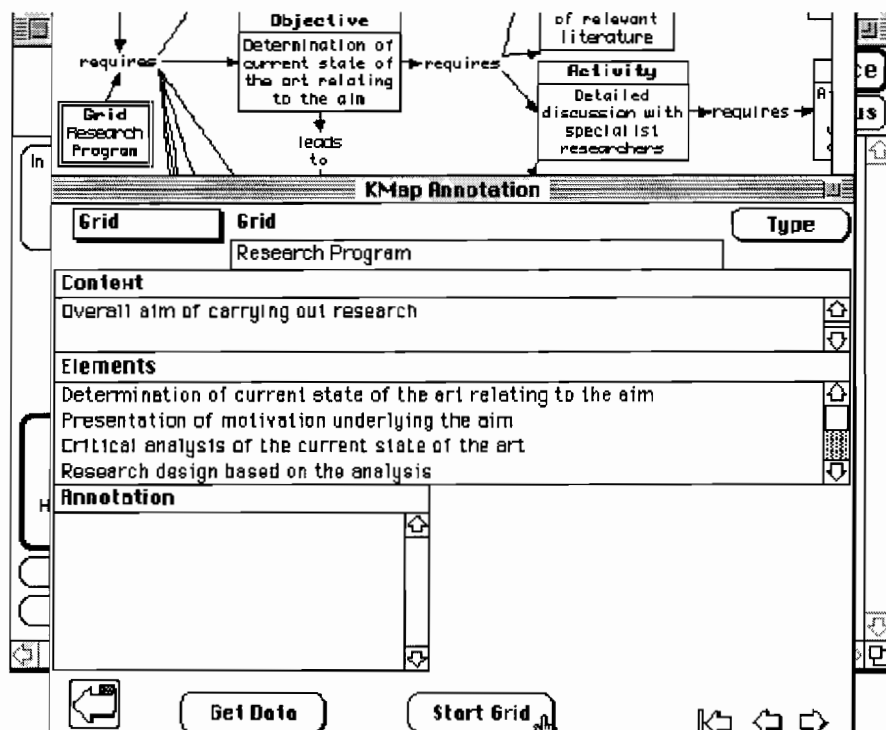 Objective
Determination of
current state of
the art relating
to the aim
of relevant
literature
requires
requires
Activity
Detailed
discussion with
specialist
researchers
requires
Grid
Research
Program
leads
to
In
KMap Annotation
Grid
Grid
Type
Research Program
Context
Overall aim of carrying out research
Elements
Determination of current state of the art relating to the aim
Presentation of motivation underlying the aim
Critical analysis of the current state of the art
Research design based on the analysis
Annotation
H
Get Data
Start Grid